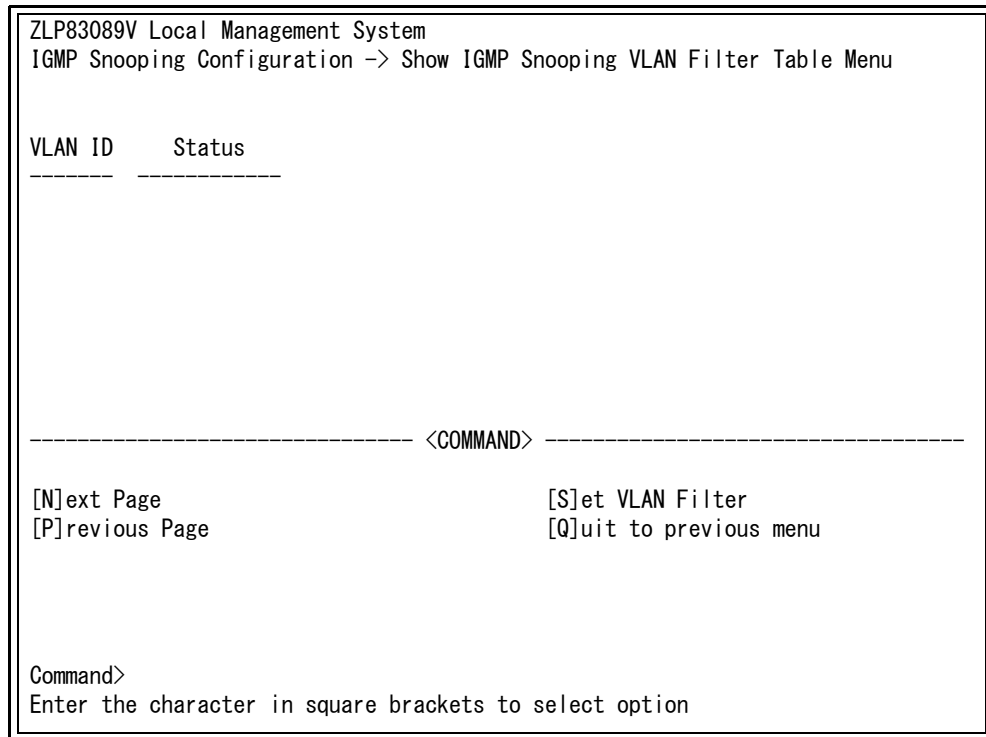 ZLP83089V Local Management System
IGMP Snooping Configuration -> Show IGMP Snooping VLAN Filter Table Menu
VLAN ID Status
------- ------------
-------------------------------- <COMMAND> -----------------------------------
[N]ext Page [S]et VLAN Filter
[P]revious Page [Q]uit to previous menu
Command>
Enter the character in square brackets to select option